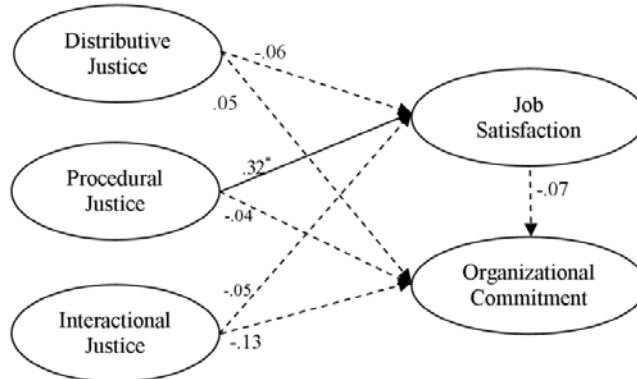 Distributive
Justice
-.06
.05
Job
Satisfaction
Procedural
Justice
.32*
-.04
-.07
Organizational
Commitment
-.05
Interactional
Justice
-.13